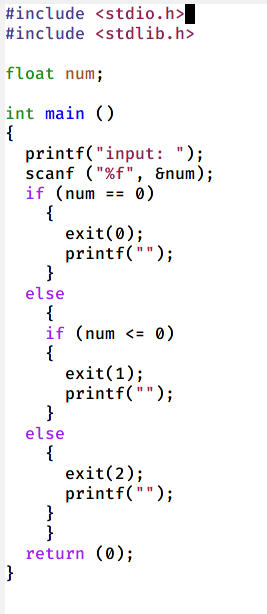 #include <stdio.h>
#include <stdlib.h>

float num;

int main ()
{
  printf("input: ");
  scanf ("%f", &num);
  if (num == 0)
    {
      exit(0);
      printf("");
    }
  else
    {
    if (num <= 0)
    {
      exit(1);
      printf("");
    }
  else
    {
      exit(2);
      printf("");
    }
    }
  return (0);
}